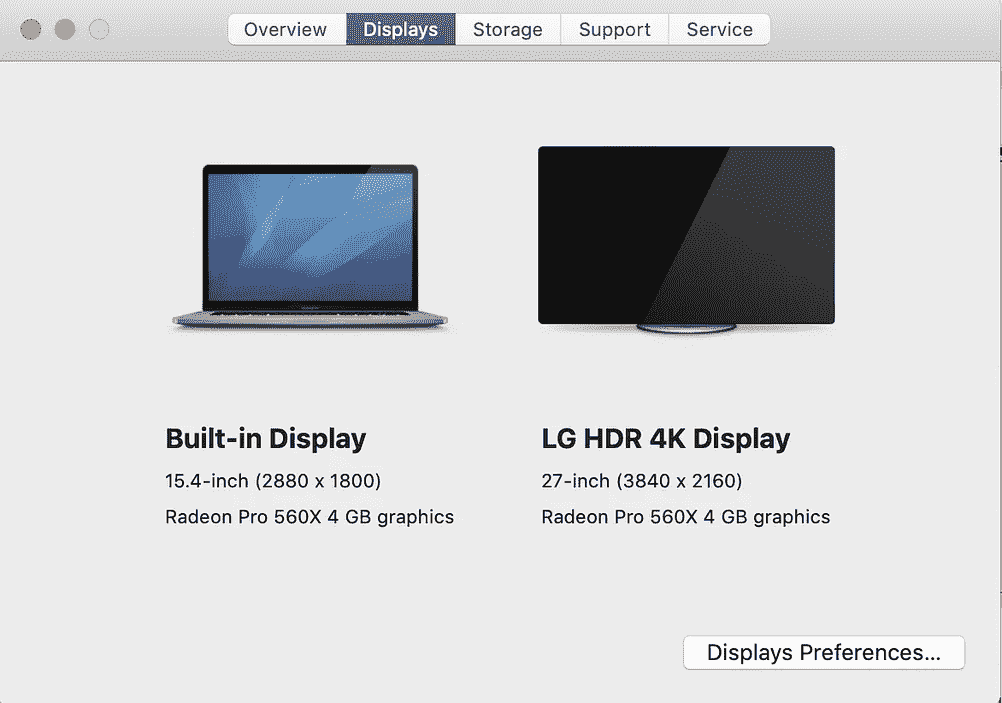 Overview Displays Storage Support Service
Built-in Display
15.4-inch (2880 x 1800)
Radeon Pro 560X 4 GB graphics
LG HDR 4K Display
27-inch (3840 x 2160)
Radeon Pro 560X 4 GB graphics
Displays Preferences...